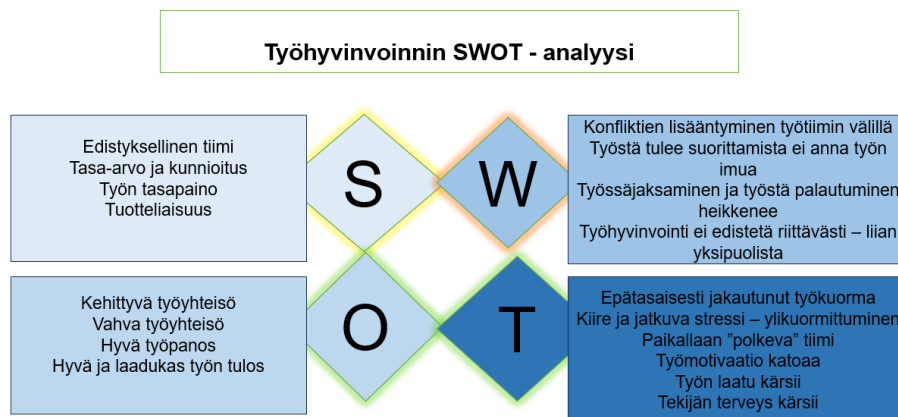 Työhyvinvoinnin SWOT - analyysi
Edistyksellinen tiimi
Tasa-arvo ja kunnioitus
Työn tasapaino
Tuotteliaisuus
S
W
Konfliktien lisääntyminen työtiimin välillä
Työstä tulee suorittamista ei anna työn
imua
Työssäjaksaminen ja työstä palautuminen
heikkenee
Työhyvinvointi ei edistetä riittävästi – liian
yksipuolista
Kehittyvä työyhteisö
Vahva työyhteisö
Hyvä työpanos
Hyvä ja laadukas työn tulos
O
T
Epätasaisesti jakautunut työkuorma
Kiire ja jatkuva stressi – ylikuormittuminen
Paikallaan ”polkeva” tiimi
Työmotivaatio katoaa
Työn laatu kärsii
Tekijän terveys kärsii